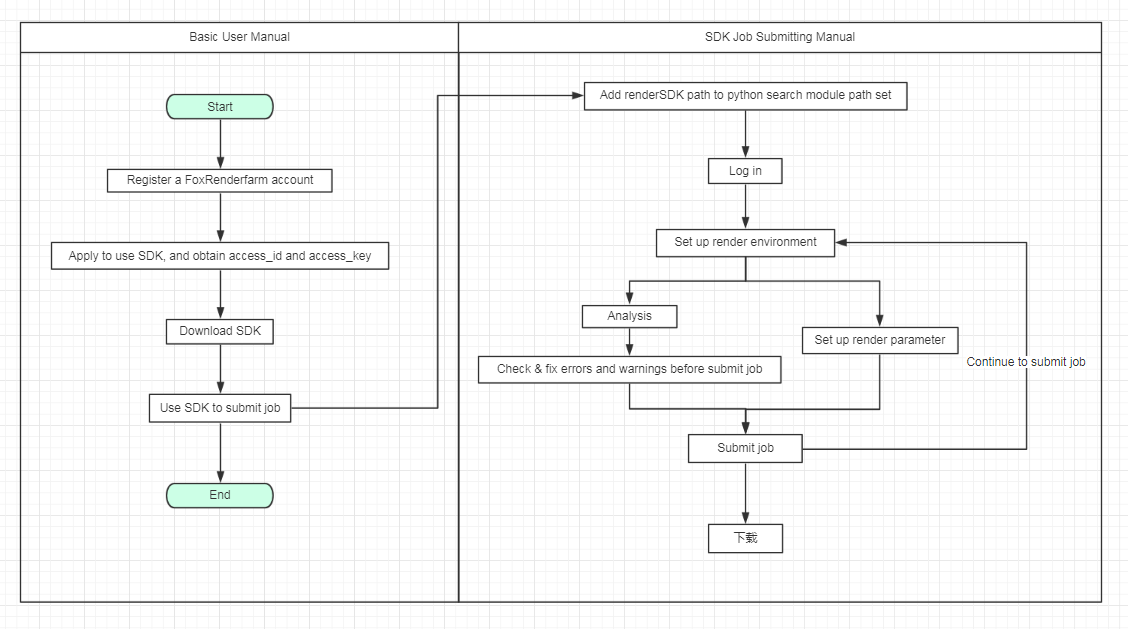 Basic User Manual
SDK Job Submitting Manual
Start
Register a FoxRenderfarm account
Apply to use SDK, and obtain access_id and access_key
Download SDK
Use SDK to submit job
End
Add renderSDK path to python search module path set
Log in
Set up render environment
Analysis
Set up render parameter
Check & fix errors and warnings before submit job
Continue to submit job
Submit job
下载